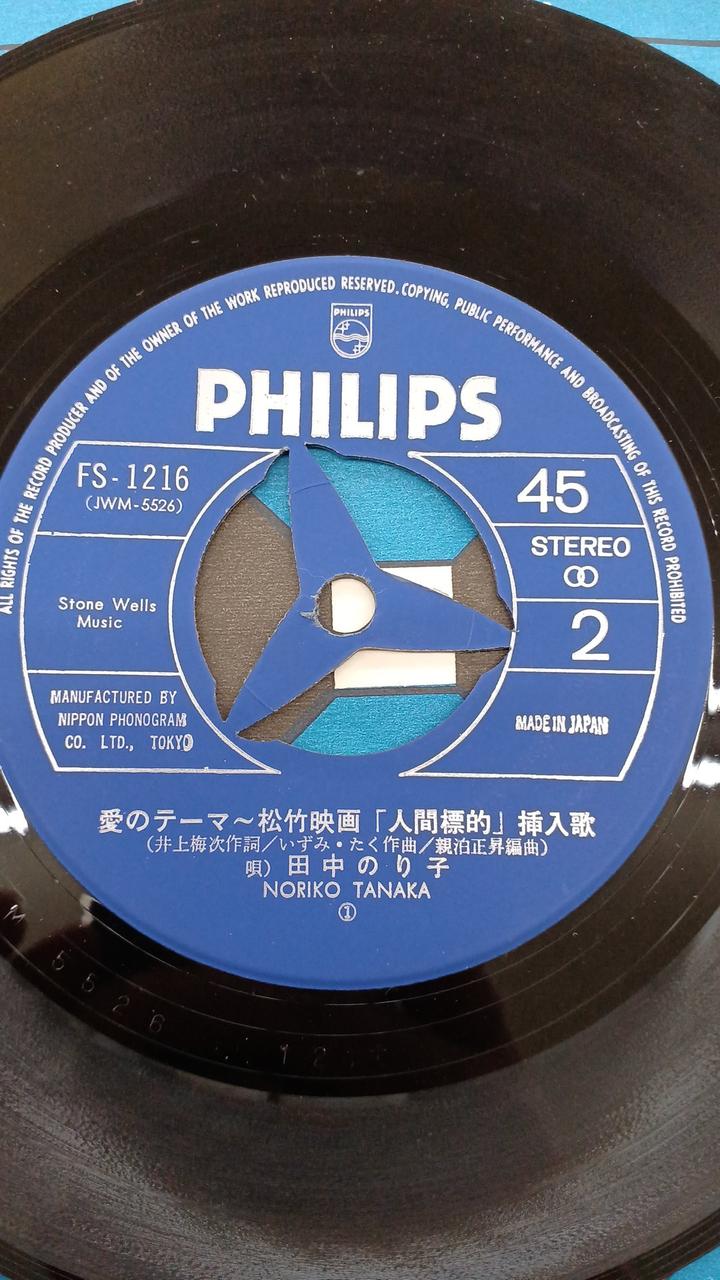 ALL RIGHTS OF THE RECORD PRODUCER AND OF THE OWNER OF THE WORK REPRODUCED RESERVED. COPYING, PUBLIC PERFORMANCE AND BROADCASTING OF THIS RECORD PROHIBITED
PHILIPS
PHILIPS
FS-1216
(JWM-5526)
45
STEREO
Stone Wells
Music
2
MANUFACTURED BY
NIPPON PHONOGRAM
CO. LTD., TOKYO
MADE IN JAPAN
愛のテーマ~松竹映画「人間標的」挿入歌
(井上梅次作詞/いずみ・たく作曲/親泊正昇編曲)
唄) 田中のり子
NORIKO TANAKA
①
M 5526